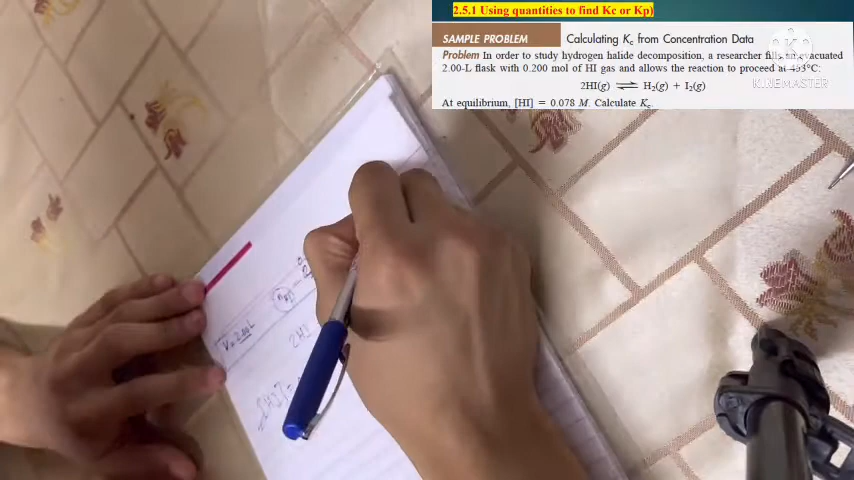 2.5.1 Using quantities to find Kc or Kp)
SAMPLE PROBLEM Calculating Kc from Concentration Data
Problem In order to study hydrogen halide decomposition, a researcher fills an evacuated
2.00-L flask with 0.200 mol of HI gas and allows the reaction to proceed at 453°C:
2HI(g) ⇌ H2(g) + I2(g)
At equilibrium, [HI] = 0.078 M. Calculate Kc.
KINEMASTER
V= 2.00 L
2HI
[HI] =